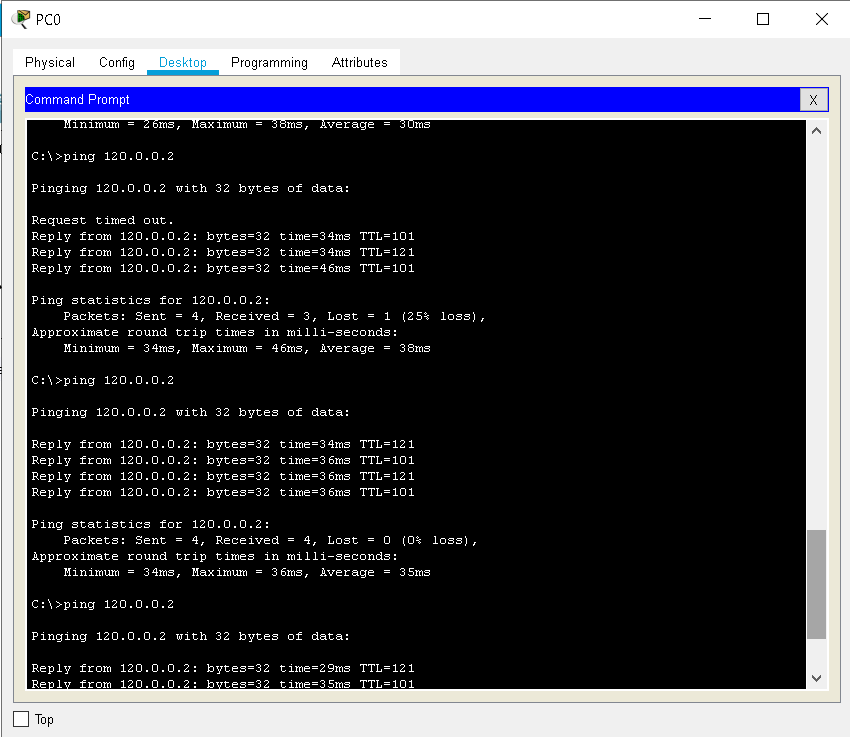 PC0
Physical Config Desktop Programming Attributes
Command Prompt X
Minimum = 26ms, Maximum = 38ms, Average = 30ms
C:\>ping 120.0.0.2
Pinging 120.0.0.2 with 32 bytes of data:
Request timed out.
Reply from 120.0.0.2: bytes=32 time=34ms TTL=101
Reply from 120.0.0.2: bytes=32 time=34ms TTL=121
Reply from 120.0.0.2: bytes=32 time=46ms TTL=101
Ping statistics for 120.0.0.2:
Packets: Sent = 4, Received = 3, Lost = 1 (25% loss),
Approximate round trip times in milli-seconds:
Minimum = 34ms, Maximum = 46ms, Average = 38ms
C:\>ping 120.0.0.2
Pinging 120.0.0.2 with 32 bytes of data:
Reply from 120.0.0.2: bytes=32 time=34ms TTL=121
Reply from 120.0.0.2: bytes=32 time=36ms TTL=101
Reply from 120.0.0.2: bytes=32 time=36ms TTL=121
Reply from 120.0.0.2: bytes=32 time=36ms TTL=101
Ping statistics for 120.0.0.2:
Packets: Sent = 4, Received = 4, Lost = 0 (0% loss),
Approximate round trip times in milli-seconds:
Minimum = 34ms, Maximum = 36ms, Average = 35ms
C:\>ping 120.0.0.2
Pinging 120.0.0.2 with 32 bytes of data:
Reply from 120.0.0.2: bytes=32 time=29ms TTL=121
Reply from 120.0.0.2: bytes=32 time=35ms TTL=101
Top